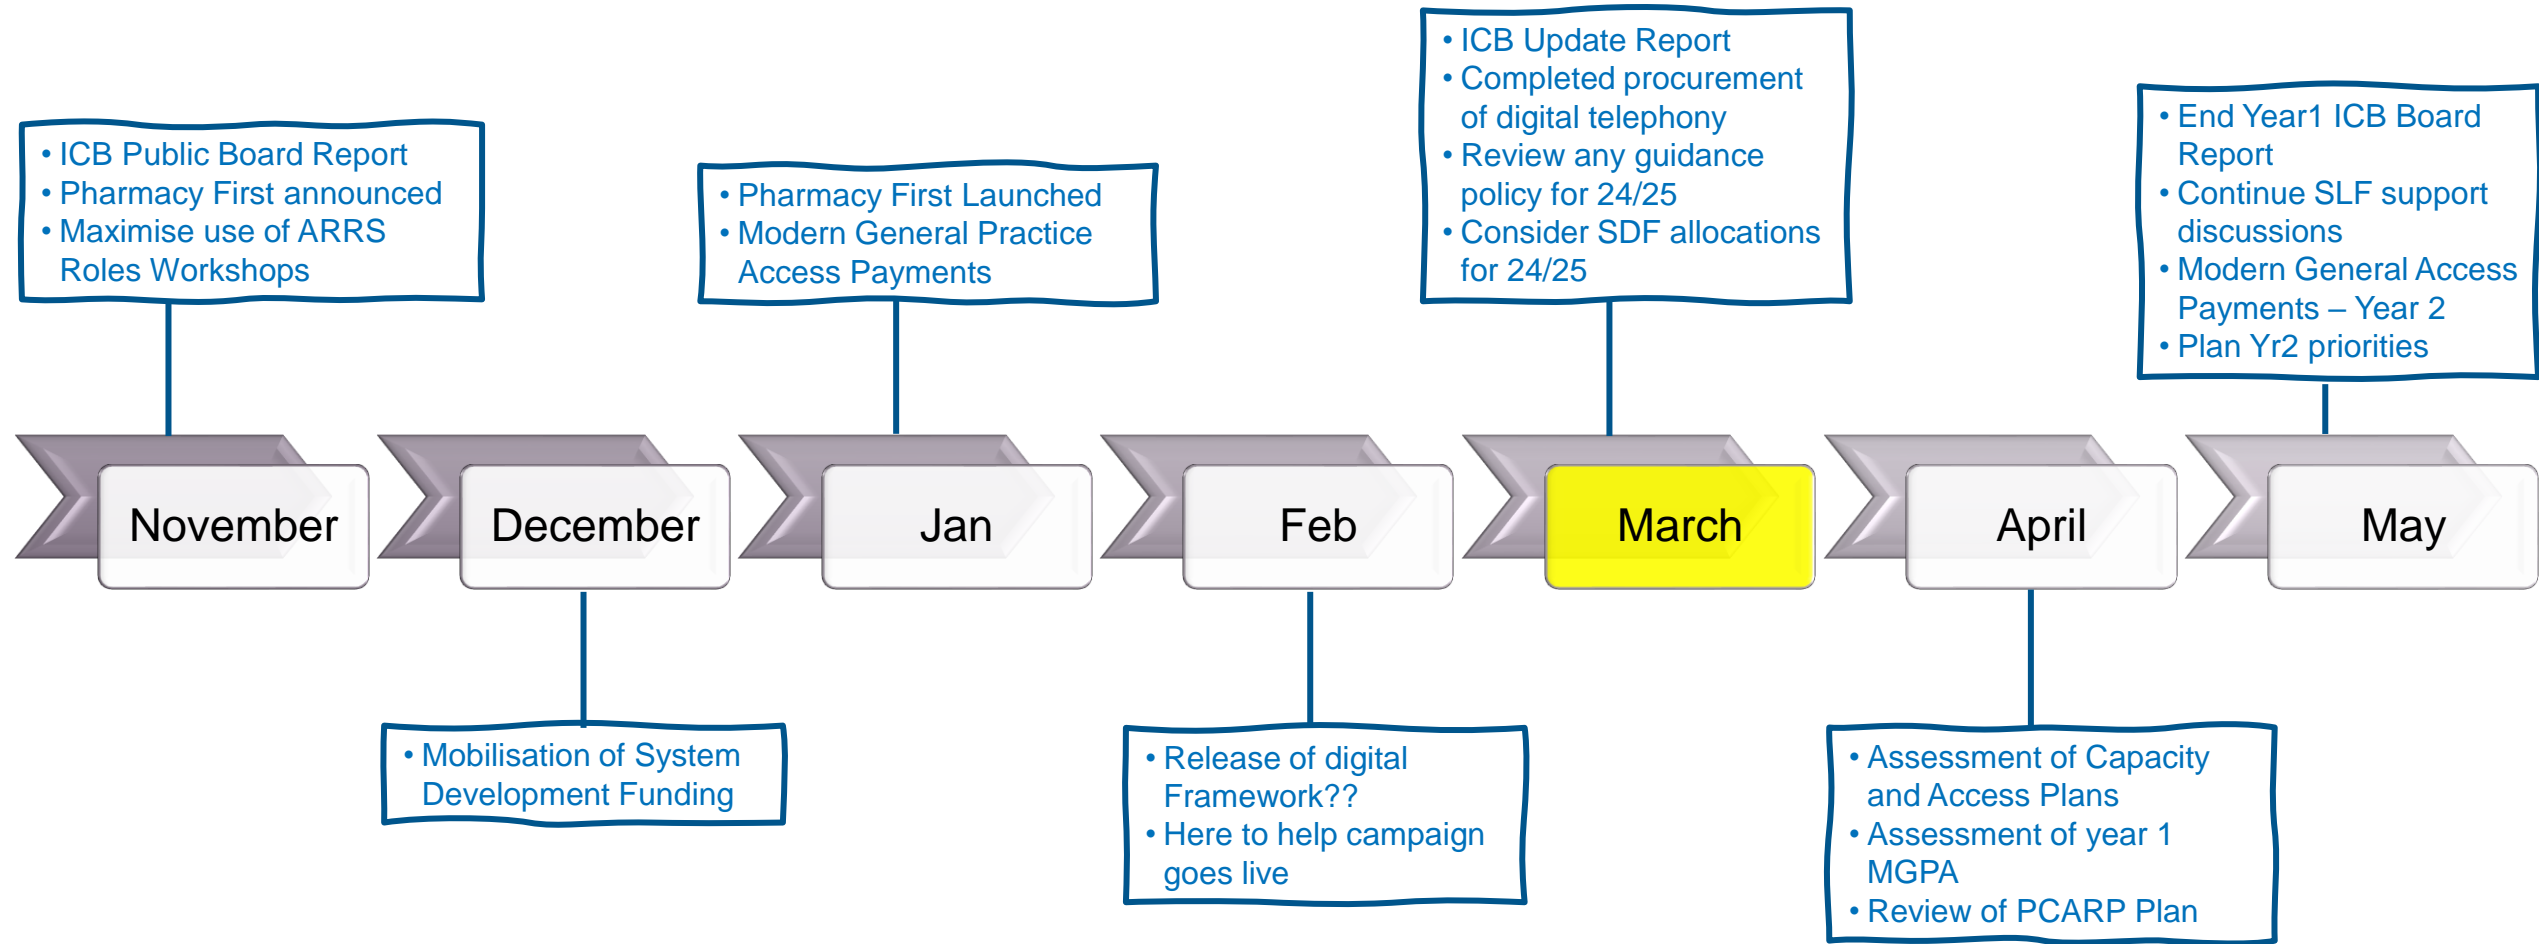 • ICB Public Board Report
• Pharmacy First announced
• Maximise use of ARRS
Roles Workshops
• Pharmacy First Launched
• Modern General Practice
Access Payments
• ICB Update Report
• Completed procurement
of digital telephony
• Review any guidance
policy for 24/25
• Consider SDF allocations
for 24/25
• End Year1 ICB Board
Report
• Continue SLF support
discussions
• Modern General Access
Payments – Year 2
• Plan Yr2 priorities
November
December
Jan
Feb
March
April
May
• Mobilisation of System
Development Funding
• Release of digital
Framework??
• Here to help campaign
goes live
• Assessment of Capacity
and Access Plans
• Assessment of year 1
MGPA
• Review of PCARP Plan